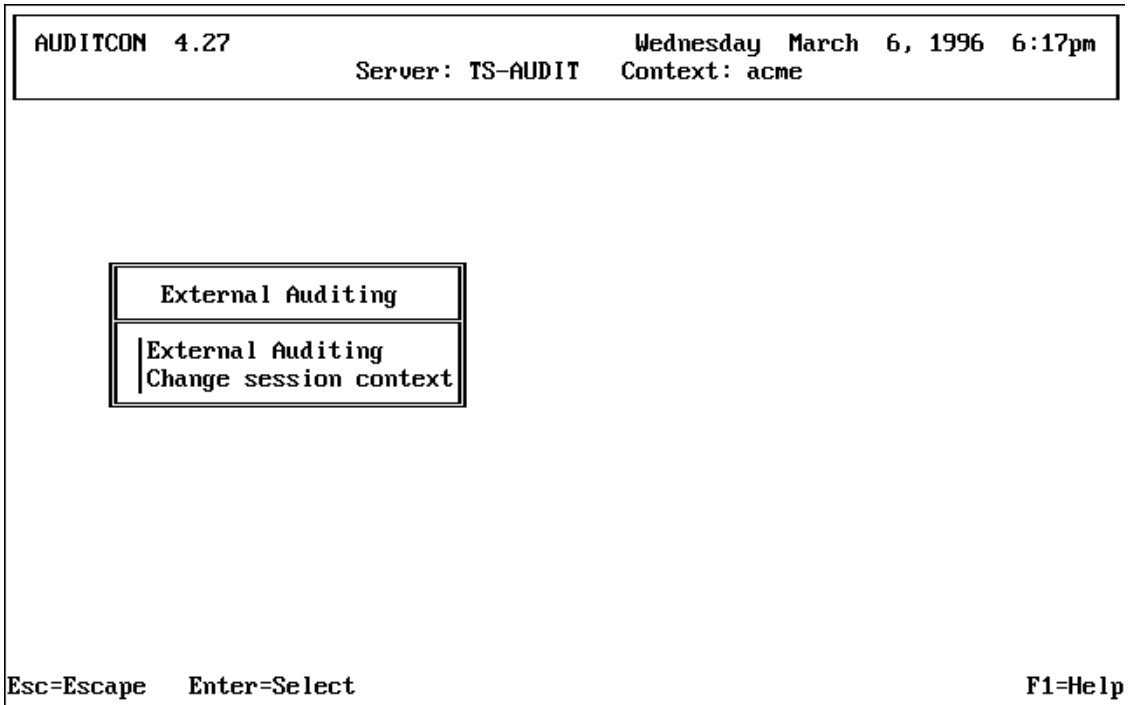 AUDITCON 4.27 Wednesday March 6, 1996 6:17pm
Server: TS-AUDIT Context: acme
External Auditing
External Auditing
Change session context
Esc=Escape Enter=Select F1=Help